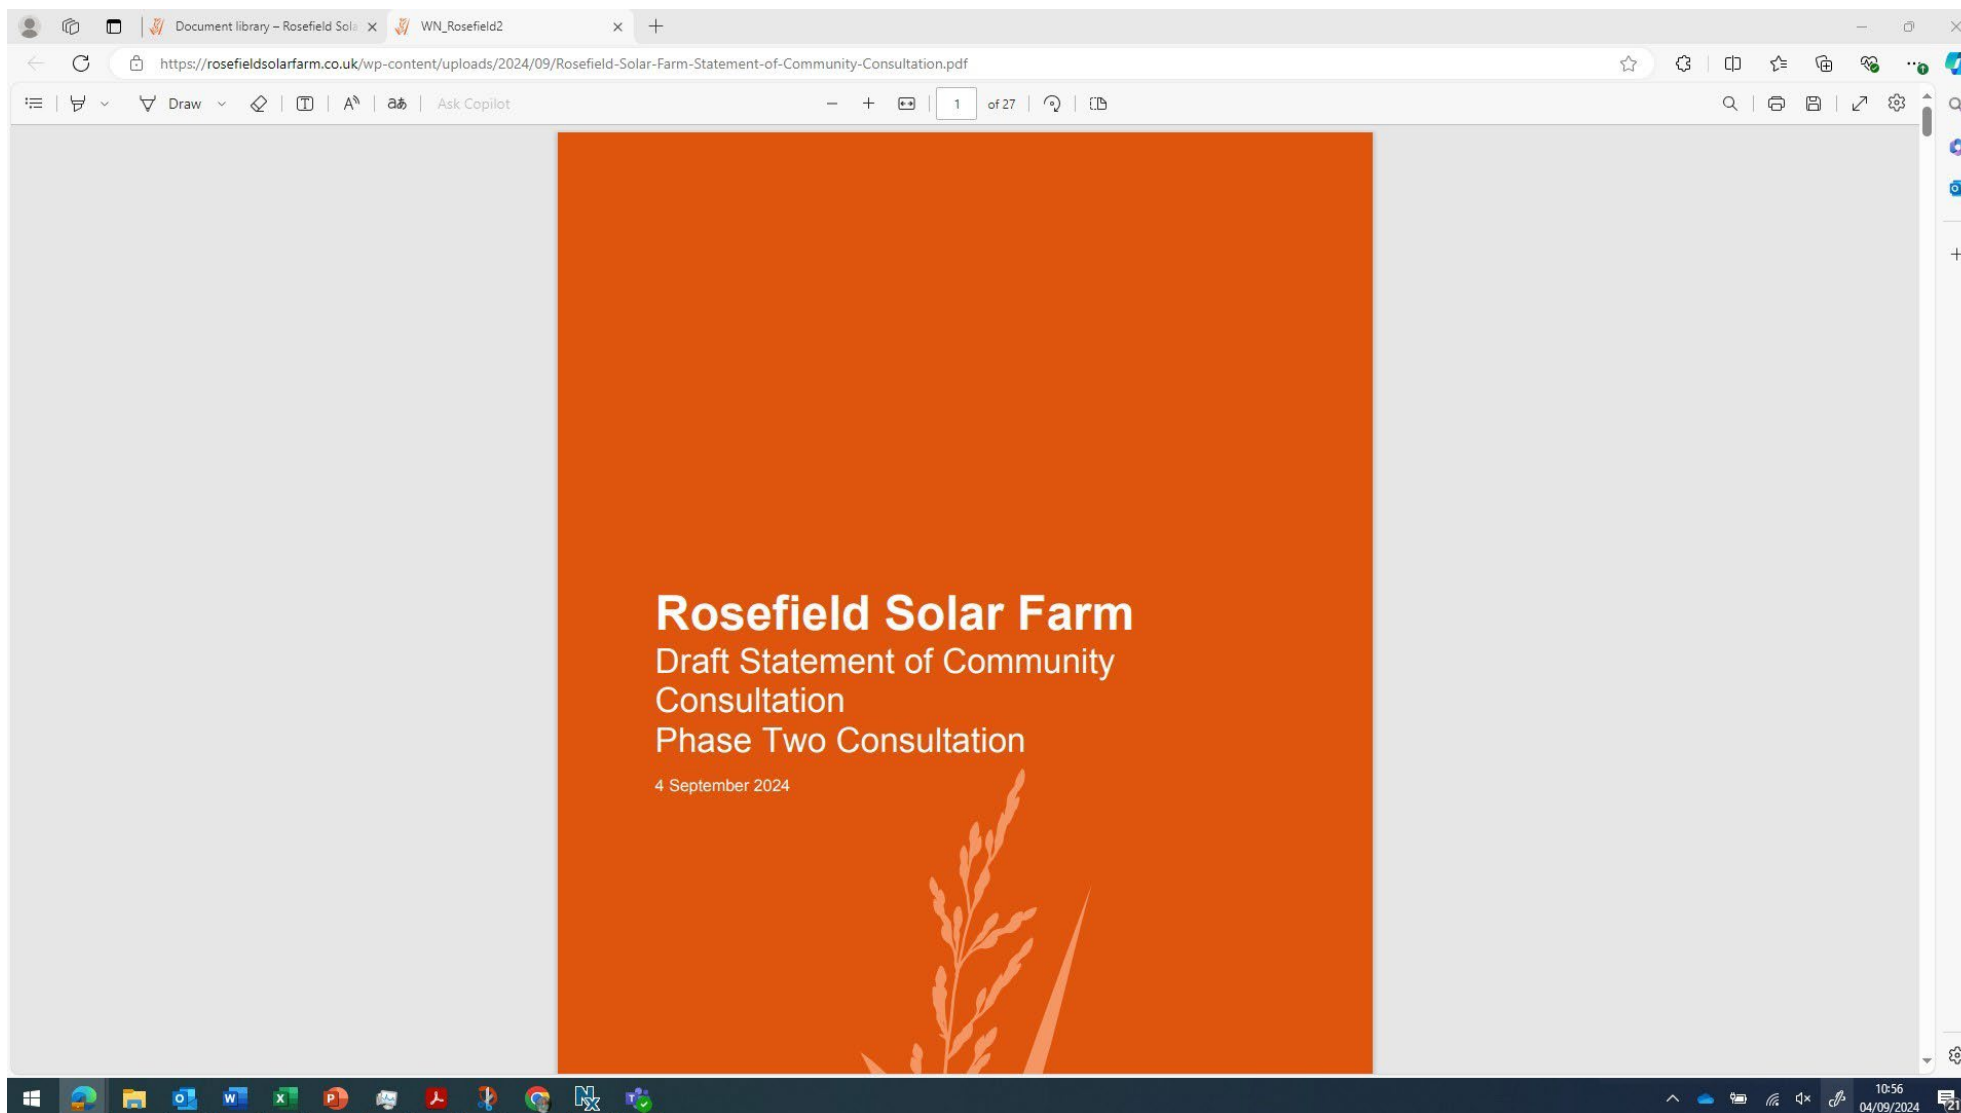 Document library – Rosefield Sola
WN_Rosefield2
https://rosefieldsolarfarm.co.uk/wp-content/uploads/2024/09/Rosefield-Solar-Farm-Statement-of-Community-Consultation.pdf
Draw
Ask Copilot
1 of 27
Rosefield Solar Farm
Draft Statement of Community
Consultation
Phase Two Consultation
4 September 2024
10:56
04/09/2024
21